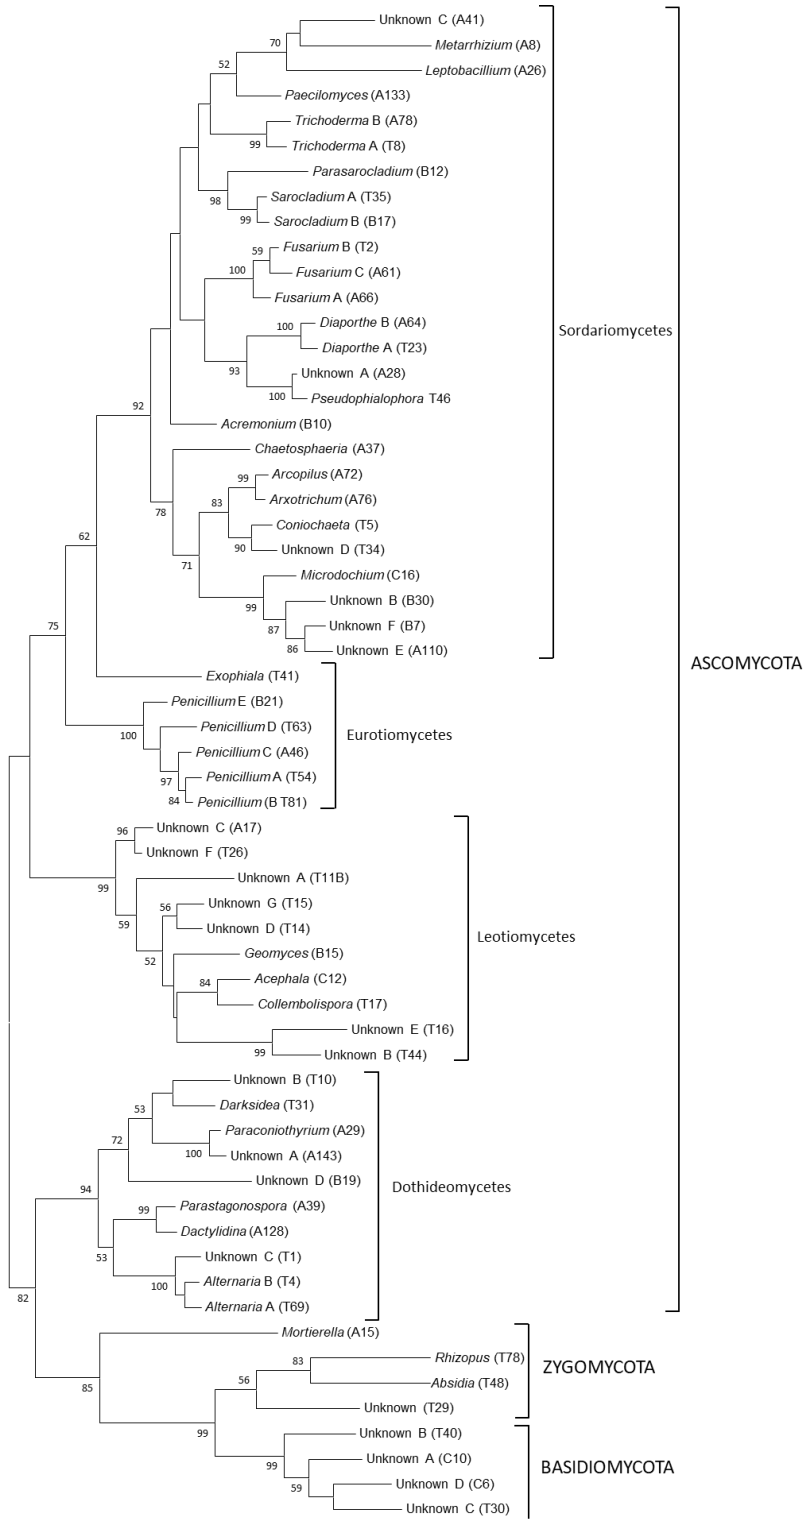 Unknown C (A41)
70
Metarrhizium (A8)
52
Leptobacillium (A26)
Paecilomyces (A133)
Trichoderma B (A78)
99
Trichoderma A (T8)
Parasarocladium (B12)
98
Sarocladium A (T35)
99
Sarocladium B (B17)
59
Fusarium B (T2)
100
Fusarium C (A61)
Fusarium A (A66)
100
Diaporthe B (A64)
Sordariomycetes
Diaporthe A (T23)
93
Unknown A (A28)
100
Pseudophialophora T46
92
Acremonium (B10)
Chaetosphaeria (A37)
99
Arcopilus (A72)
83
Arxotrichum (A76)
78
Coniochaeta (T5)
90
Unknown D (T34)
62
71
Microdochium (C16)
99
Unknown B (B30)
87
Unknown F (B7)
75
86
Unknown E (A110)
ASCOMYCOTA
Exophiala (T41)
Penicillium E (B21)
100
Penicillium D (T63)
Eurotiomycetes
Penicillium C (A46)
97
Penicillium A (T54)
84
Penicillium (B T81)
96
Unknown C (A17)
Unknown F (T26)
99
Unknown A (T11B)
56
Unknown G (T15)
59
Unknown D (T14)
Leotiomycetes
52
Geomyces (B15)
84
Acephala (C12)
Collembolispora (T17)
Unknown E (T16)
99
Unknown B (T44)
Unknown B (T10)
53
Darksidea (T31)
Paraconiothyrium (A29)
72
100
Unknown A (A143)
Unknown D (B19)
Dothideomycetes
94
99
Parastagonospora (A39)
Dactylidina (A128)
53
Unknown C (T1)
100
Alternaria B (T4)
82
Alternaria A (T69)
Mortierella (A15)
83
Rhizopus (T78)
ZYGOMYCOTA
56
Absidia (T48)
85
Unknown (T29)
99
Unknown B (T40)
99
Unknown A (C10)
BASIDIOMYCOTA
59
Unknown D (C6)
Unknown C (T30)